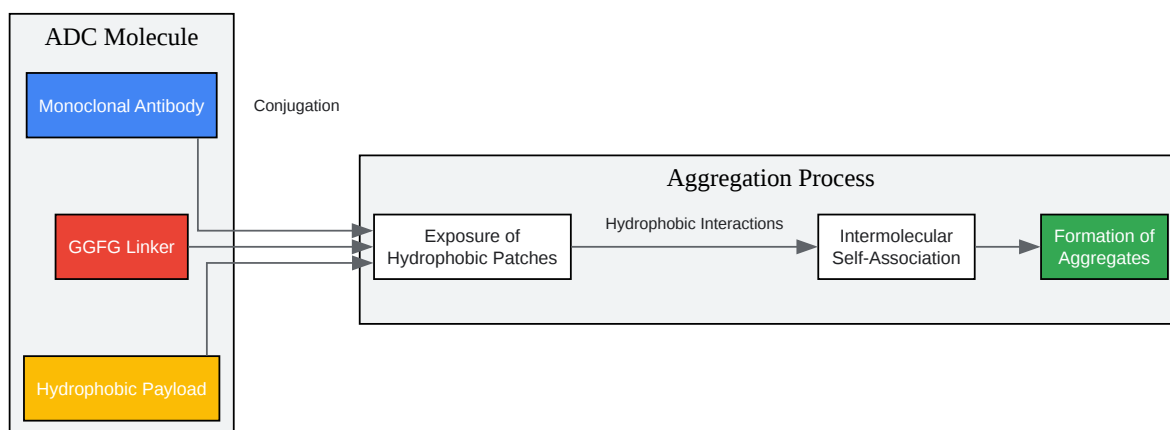 ADC Molecule
Monoclonal Antibody
Conjugation
GGFG Linker
Hydrophobic Payload
Aggregation Process
Exposure of
Hydrophobic Patches
Hydrophobic Interactions
Intermolecular
Self-Association
Formation of
Aggregates